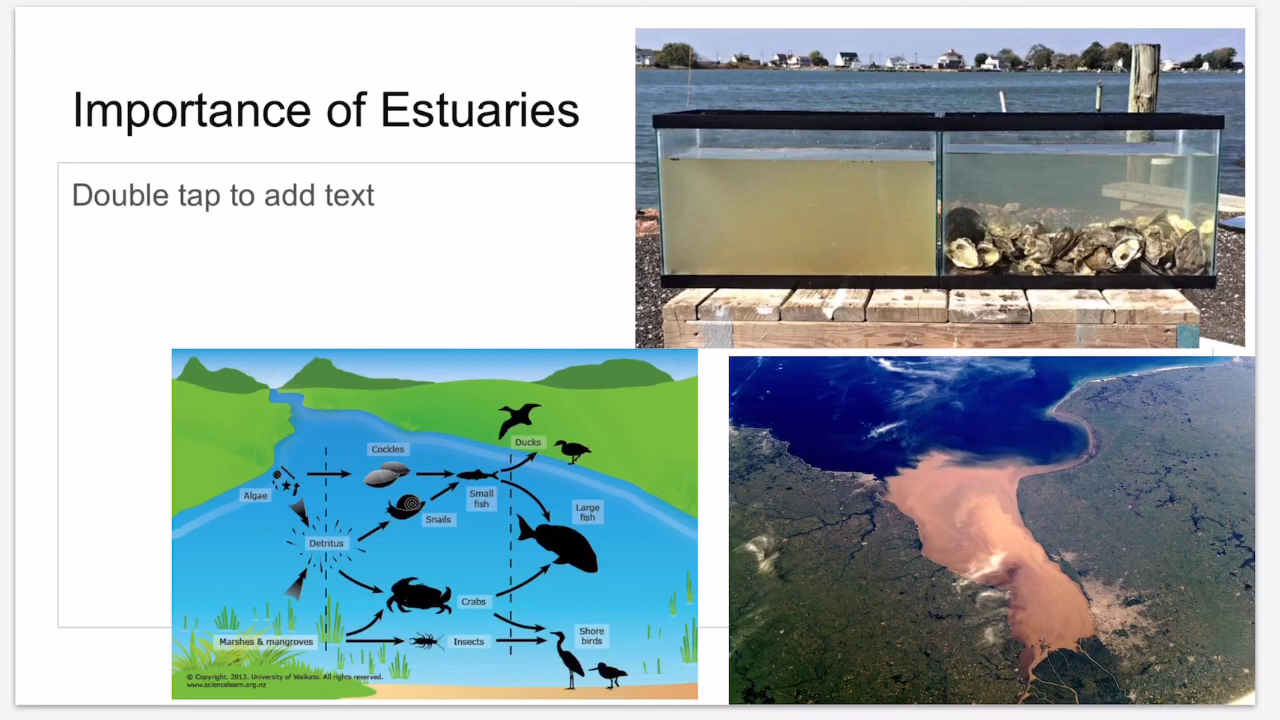 Importance of Estuaries
Double tap to add text
Cockles
Ducks
Algae
Small
fish
Snails
Large
fish
Detritus
Crabs
Marshes & mangroves
Insects
Shore
birds
© Copyright. 2013. University of Waikato. All rights reserved.
www.sciencelearn.org.nz